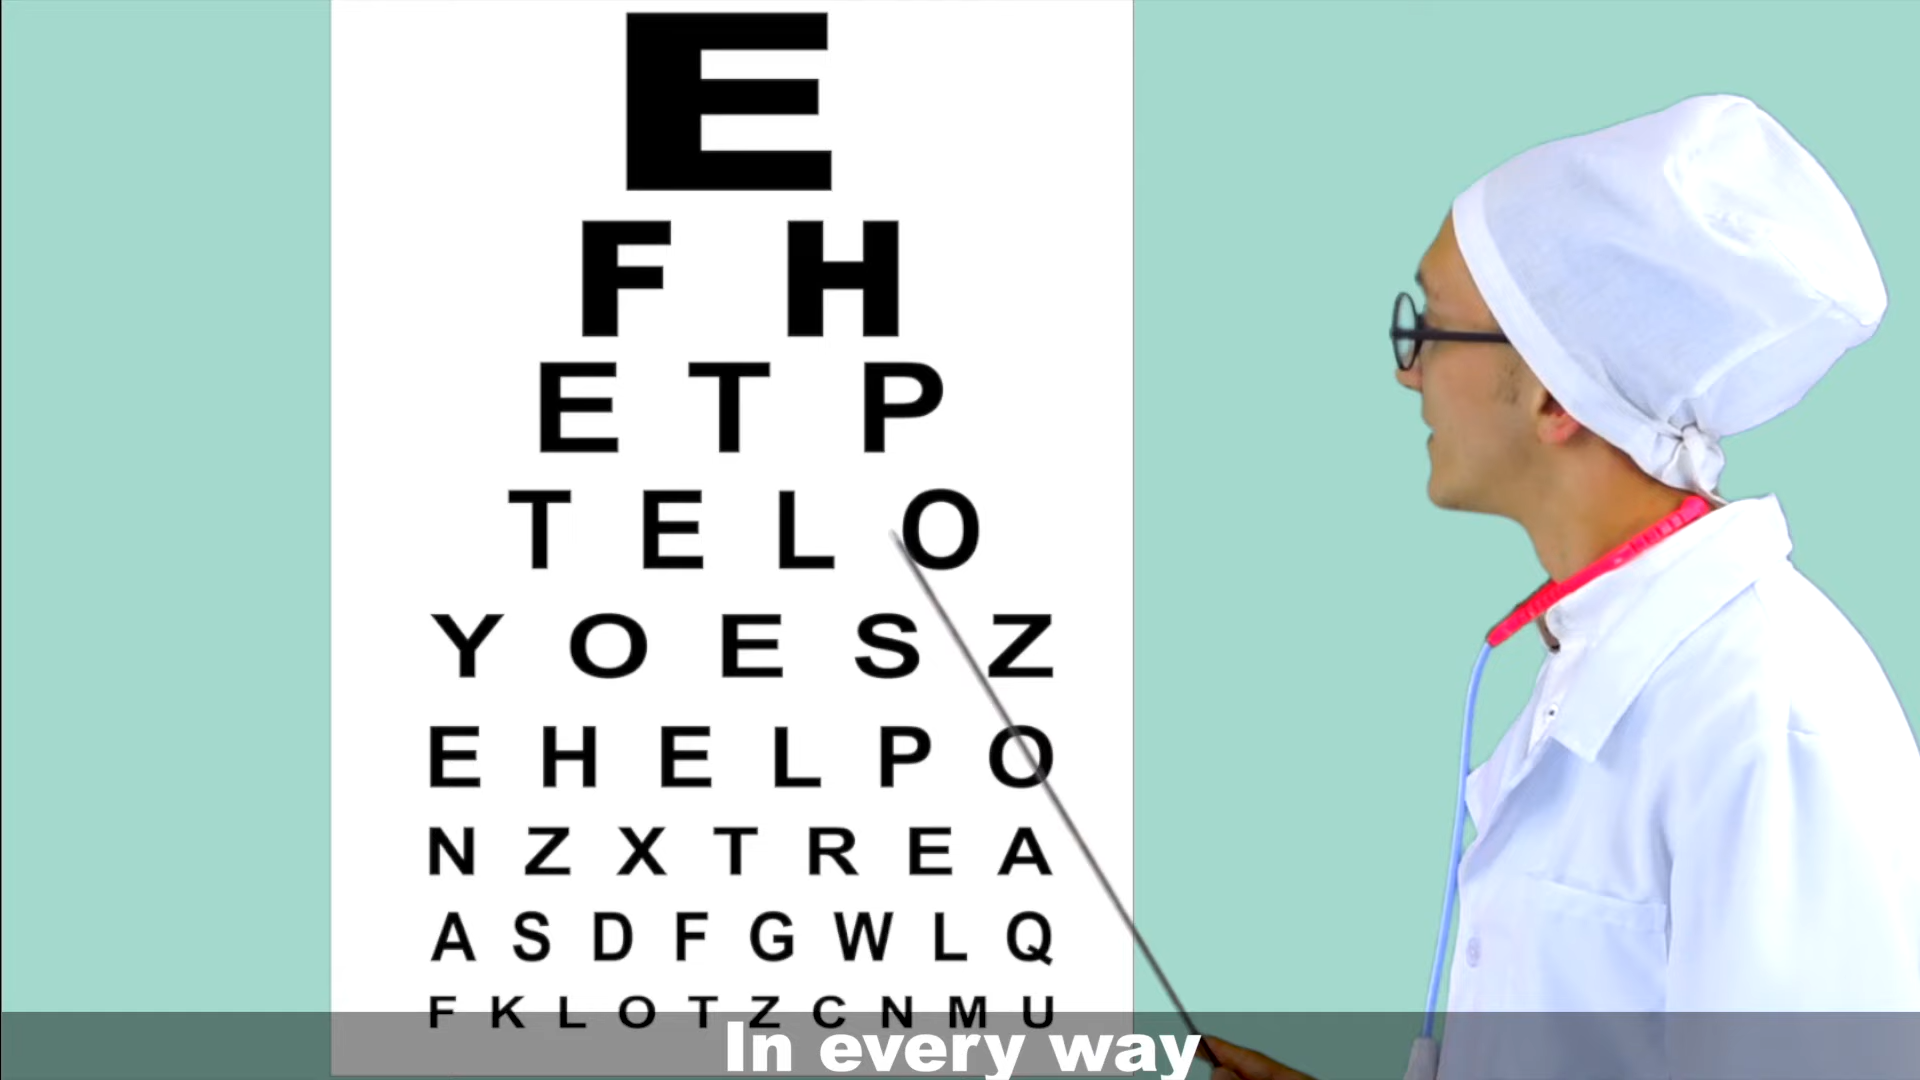 E
F H
E T P
T E L O
Y O E S Z
E H E L P O
N Z X T R E A
A S D F G W L Q
F K L O T Z C N M U
In every way